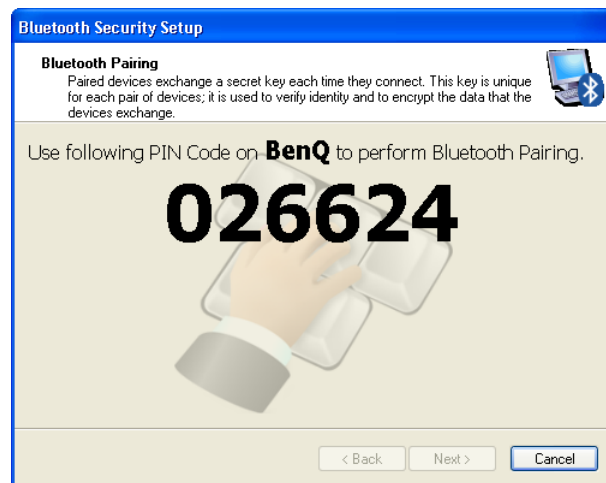 Bluetooth Security Setup
Bluetooth Pairing
Paired devices exchange a secret key each time they connect. This key is unique
for each pair of devices; it is used to verify identity and to encrypt the data that the
devices exchange.
Use following PIN Code on BenQ to perform Bluetooth Pairing.
026624
< Back Next > Cancel